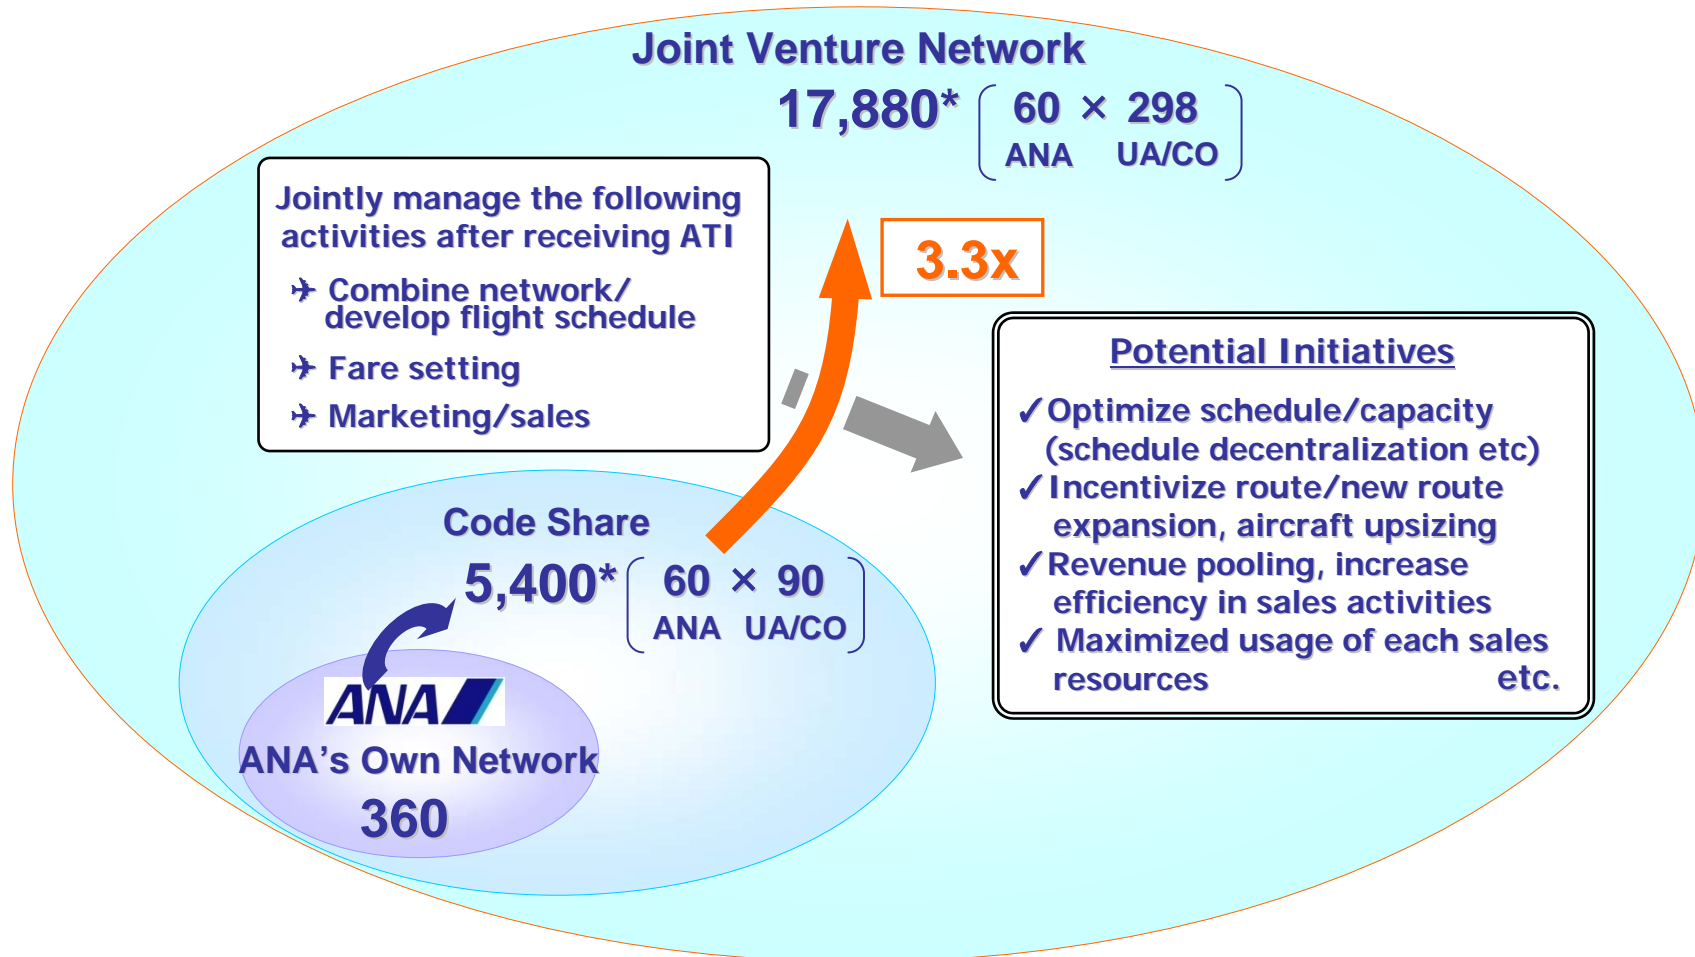 Joint Venture Network
17,880* 60 × 298
ANA UA/CO
Jointly manage the following
activities after receiving ATI
✈ Combine network/
develop flight schedule
✈ Fare setting
✈ Marketing/sales
3.3x
Potential Initiatives
✓Optimize schedule/capacity
(schedule decentralization etc)
✓Incentivize route/new route
expansion, aircraft upsizing
✓Revenue pooling, increase
efficiency in sales activities
✓ Maximized usage of each sales
resources etc.
Code Share
5,400* 60 × 90
ANA UA/CO
ANA
ANA’s Own Network
360